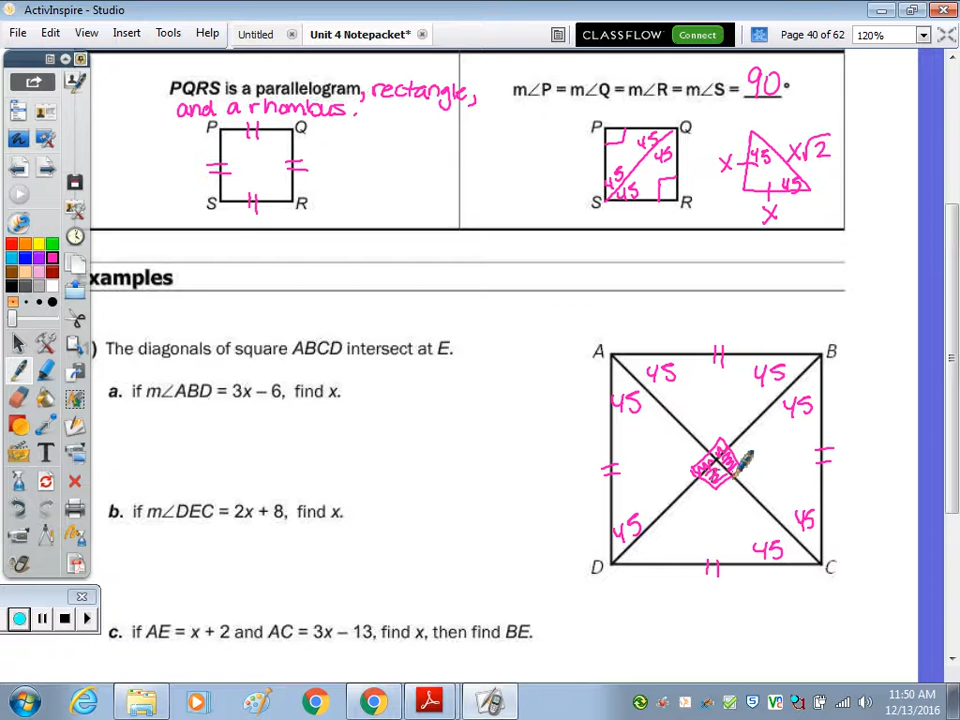 ActivInspire - Studio
File Edit View Insert Tools Help Untitled Unit 4 Notepacket* CLASSFLOW Connect Page 40 of 62 120%
PQRS is a parallelogram, rectangle,
and a rhombus.
P Q
S R
m∠P = m∠Q = m∠R = m∠S = 90°
P Q
45
45
45
45
S R
45 x√2
x
45
x
xamples
1) The diagonals of square ABCD intersect at E.
a. if m∠ABD = 3x – 6, find x.
b. if m∠DEC = 2x + 8, find x.
c. if AE = x + 2 and AC = 3x – 13, find x, then find BE.
A B
45 45
45 45
45 45
45
D C
11:50 AM
12/13/2016